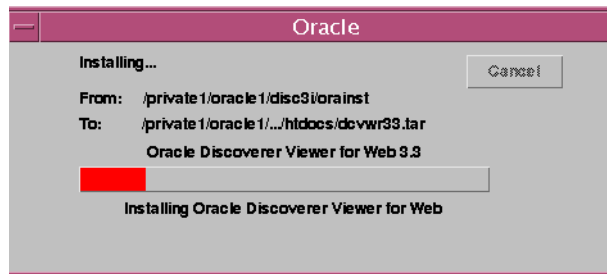 Oracle
Installing...
Cancel
From: /private1/oracle1/disc3i/orainst
To: /private1/oracle1/.../htdocs/dcvwr33.tar
Oracle Discoverer Viewer for Web 3.3
Installing Oracle Discoverer Viewer for Web